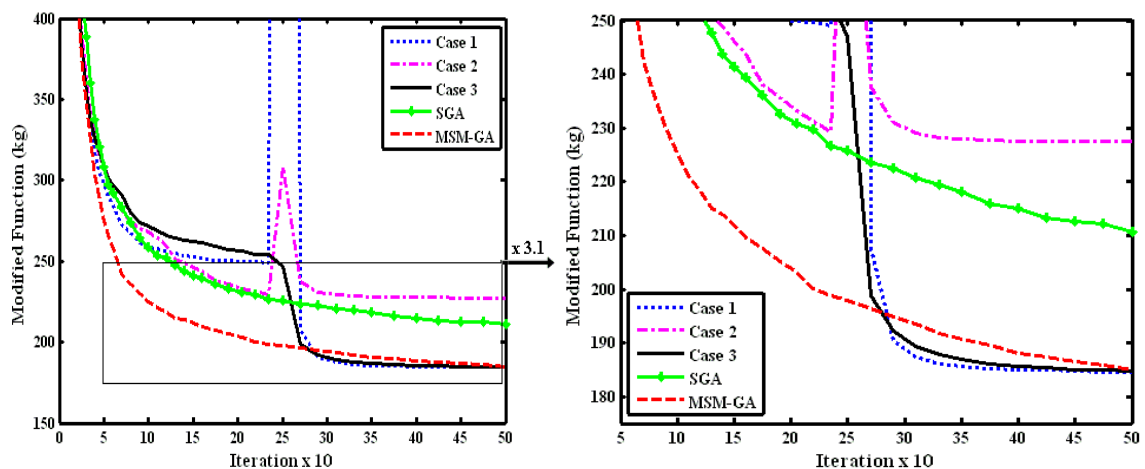 400
350
300
250
200
150
Modified Function (kg)
0
5
10
15
20
25
30
35
40
45
50
Iteration x 10
Case 1
Case 2
Case 3
SGA
MSM-GA
x 3.1
250
240
230
220
210
200
190
180
Modified Function (kg)
5
10
15
20
25
30
35
40
45
50
Iteration x 10
Case 1
Case 2
Case 3
SGA
MSM-GA